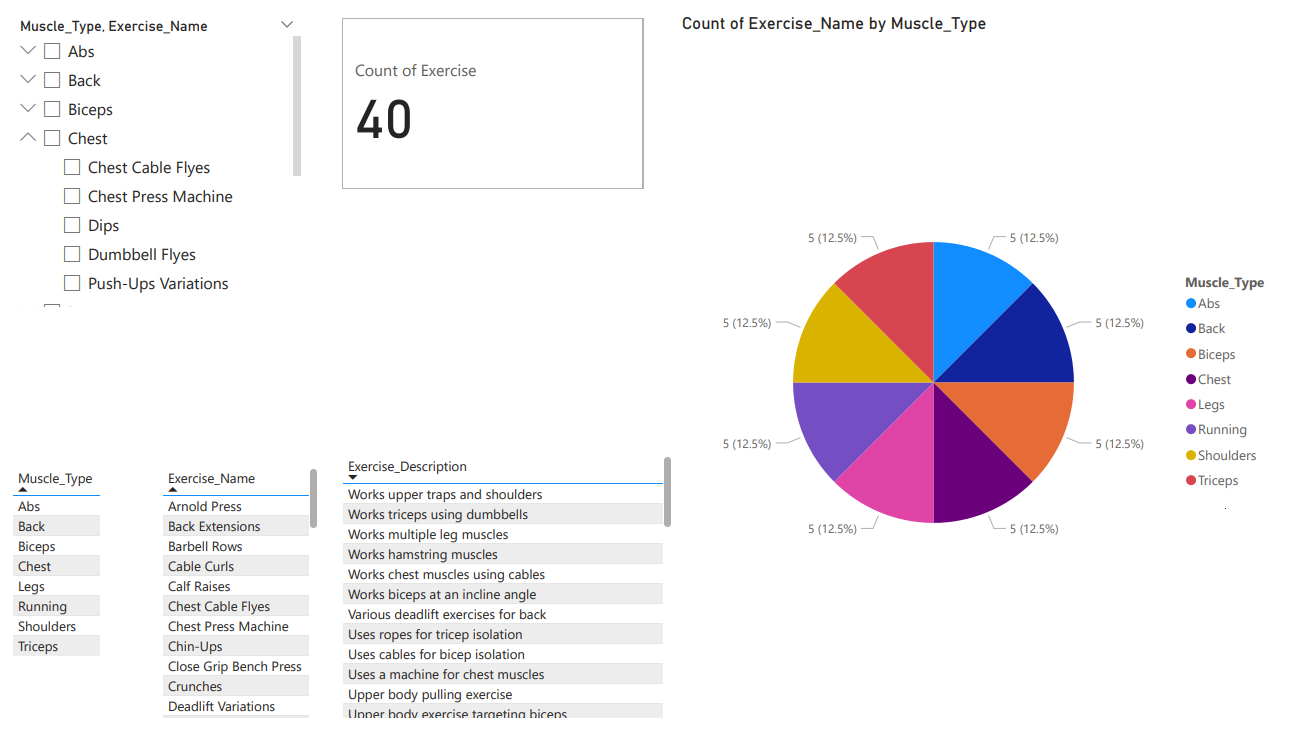 Muscle_Type, Exercise_Name
Abs
Back
Biceps
Chest
Chest Cable Flyes
Chest Press Machine
Dips
Dumbbell Flyes
Push-Ups Variations
Count of Exercise
40
Count of Exercise_Name by Muscle_Type
5 (12.5%)
5 (12.5%)
5 (12.5%)
5 (12.5%)
5 (12.5%)
5 (12.5%)
5 (12.5%)
5 (12.5%)
Muscle_Type
Abs
Back
Biceps
Chest
Legs
Running
Shoulders
Triceps
Muscle_Type
Abs
Back
Biceps
Chest
Legs
Running
Shoulders
Triceps
Exercise_Name
Arnold Press
Back Extensions
Barbell Rows
Cable Curls
Calf Raises
Chest Cable Flyes
Chest Press Machine
Chin-Ups
Close Grip Bench Press
Crunches
Deadlift Variations
Exercise_Description
Works upper traps and shoulders
Works triceps using dumbbells
Works multiple leg muscles
Works hamstring muscles
Works chest muscles using cables
Works biceps at an incline angle
Various deadlift exercises for back
Uses ropes for tricep isolation
Uses cables for bicep isolation
Uses a machine for chest muscles
Upper body pulling exercise
Upper body exercise targeting biceps